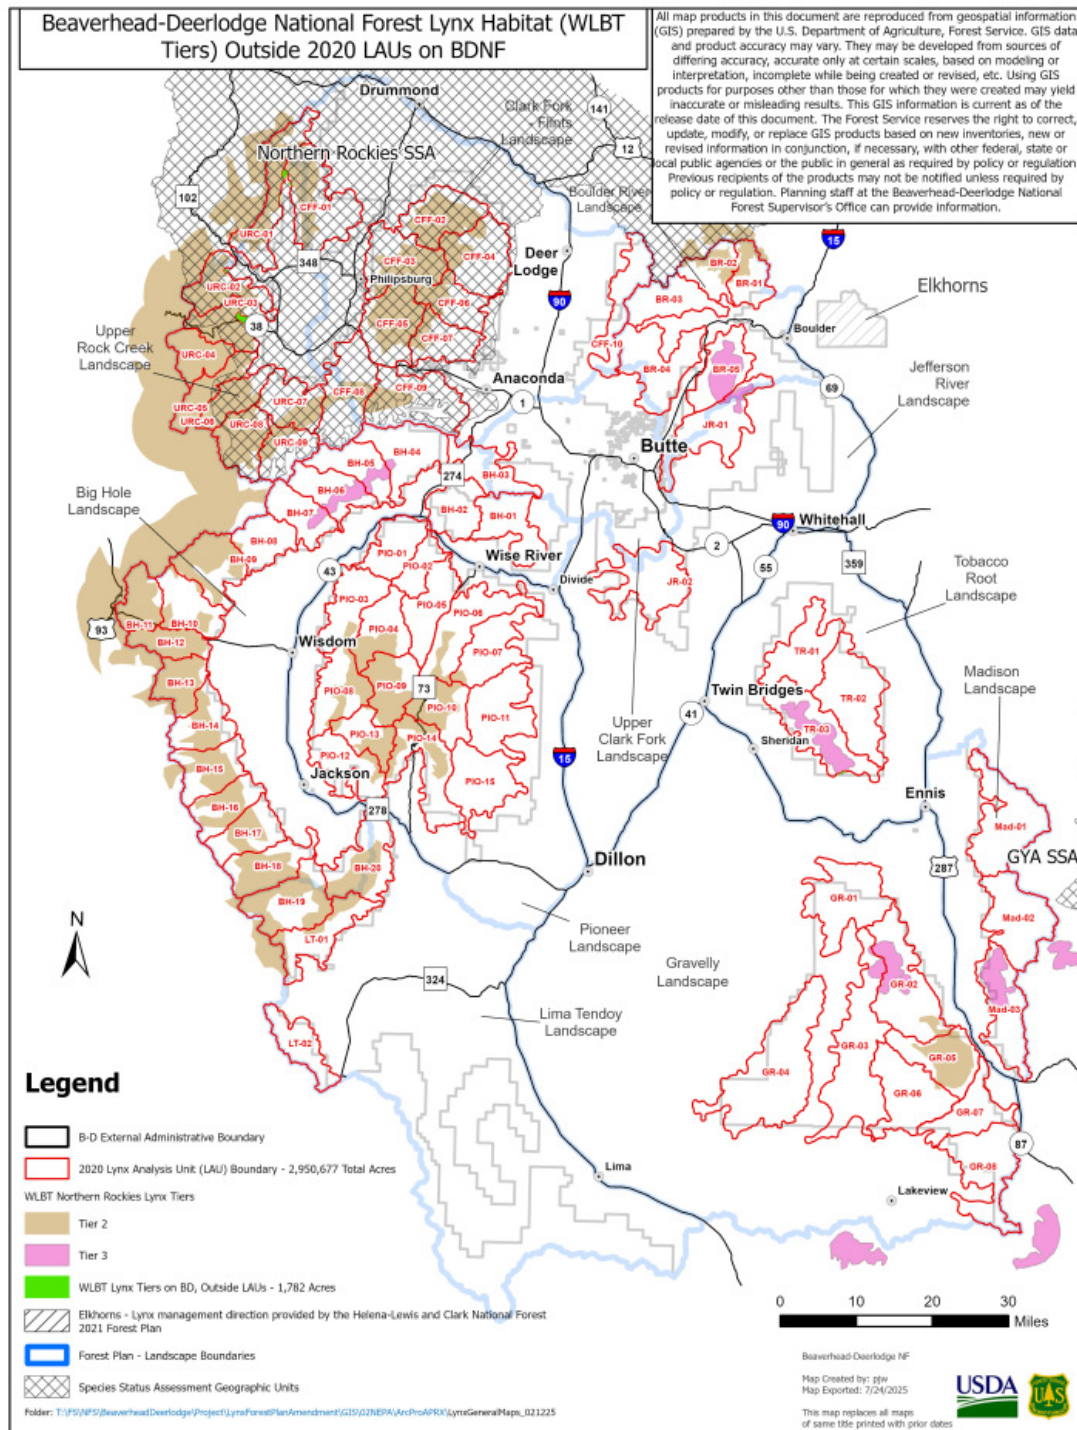 Beaverhead-Deerlodge National Forest Lynx Habitat (WLBT
Tiers) Outside 2020 LAUs on BDNF
All map products in this document are reproduced from geospatial information
(GIS) prepared by the U.S. Department of Agriculture, Forest Service. GIS data
and product accuracy may vary. They may be developed from sources of
differing accuracy, accurate only at certain scales, based on modeling or
interpretation, incomplete while being created or revised, etc. Using GIS
products for purposes other than those for which they were created may yield
inaccurate or misleading results. This GIS information is current as of the
release date of this document. The Forest Service reserves the right to correct,
update, modify, or replace GIS products based on new inventories, new or
revised information in conjunction, if necessary, with other federal, state or
local public agencies or the public in general as required by policy or regulation
Previous recipients of the products may not be notified unless required by
policy or regulation. Planning staff at the Beaverhead-Deerlodge National
Forest Supervisor's Office can provide information.
Drummond
Clark Fork
Flints
Landscape
141
12
Northern Rockies SSA
102
CFF-01
Boulder River
Landscape
URC-01
CFF-02
15
348
CFF-03
CFF-04
Deer
Lodge
BR-02
BR-01
Philipsburg
URC-02
URC-03
CFF-06
90
BR-03
Elkhorns
38
CFF-05
CFF-07
Boulder
Upper
Rock Creek
Landscape
URC-04
CFF-10
BR-04
BR-05
Jefferson
River
Landscape
Anaconda
CFF-09
CFF-08
URC-07
1
69
URC-05
URC-06
URC-08
JR-01
URC-09
Butte
BH-04
BH-05
274
BH-03
Big Hole
Landscape
BH-06
BH-07
BH-02
BH-01
90
Whitehall
BH-08
2
BH-09
PIO-01
PIO-02
Wise River
55
359
43
Divide
JR-02
Tobacco
Root
Landscape
PIO-03
PIO-05
PIO-06
93
BH-11
BH-10
BH-12
PIO-04
Wisdom
PIO-07
TR-01
BH-13
Madison
Landscape
PIO-08
PIO-09
73
TR-02
PIO-10
Twin Bridges
BH-14
PIO-11
41
Upper
Clark Fork
Landscape
TR-03
PIO-13
PIO-14
Sheridan
PIO-12
15
BH-15
Jackson
PIO-15
BH-16
278
Ennis
BH-17
Mad-01
Dillon
GYA SSA
BH-18
BH-20
287
BH-19
GR-01
Mad-02
LT-01
Pioneer
Landscape
N
Gravelly
Landscape
324
GR-02
Lima Tendoy
Landscape
Mad-03
LT-02
GR-03
GR-04
GR-05
GR-06
GR-07
87
GR-08
Lima
Lakeview
Legend
B-D External Administrative Boundary
2020 Lynx Analysis Unit (LAU) Boundary - 2,950,677 Total Acres
WLBT Northern Rockies Lynx Tiers
Tier 2
Tier 3
WLBT Lynx Tiers on BD, Outside LAUs - 1,782 Acres
Elkhorns - Lynx management direction provided by the Helena-Lewis and Clark National Forest
2021 Forest Plan
Forest Plan - Landscape Boundaries
Species Status Assessment Geographic Units
0 10 20 30
Miles
Beaverhead-Deerlodge NF
Map Created by: pjw
Map Exported: 7/24/2025
This map replaces all maps
of same title printed with prior dates
USDA
UAS
Folder: T:\FS\NFS\BeaverheadDeerlodge\Project\LynxForestPlanAmendment\GIS\02NEPA\ArcProAPRX\LynxGeneralMaps_021225